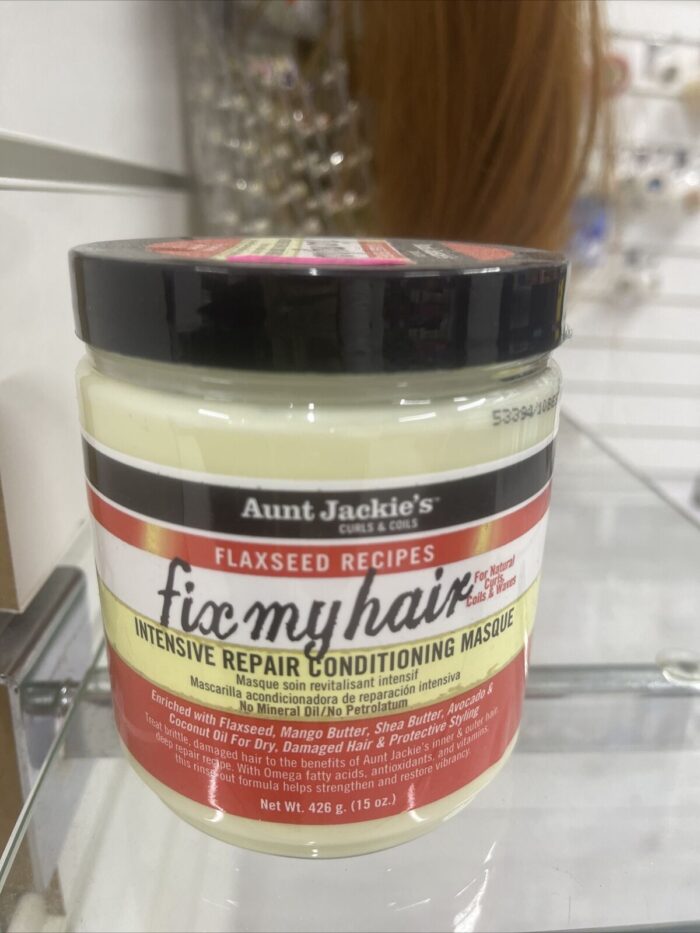 Aunt Jackie's™
CURLS & COILS
FLAXSEED RECIPES
fix my hair
For Natural
Curls,
Coils & Waves
INTENSIVE REPAIR CONDITIONING MASQUE
Masque soin revitalisant intensif
Mascarilla acondicionadora de reparación intensiva
No Mineral Oil/No Petrolatum
Enriched with Flaxseed, Mango Butter, Shea Butter, Avocado &
Coconut Oil For Dry, Damaged Hair & Protective Styling
Treat brittle, damaged hair to the benefits of Aunt Jackie's inner & outer hair
deep repair recipe. With Omega fatty acids, antioxidants, and vitamins,
this rinse-out formula helps strengthen and restore vibrancy.
Net Wt. 426 g. (15 oz.)